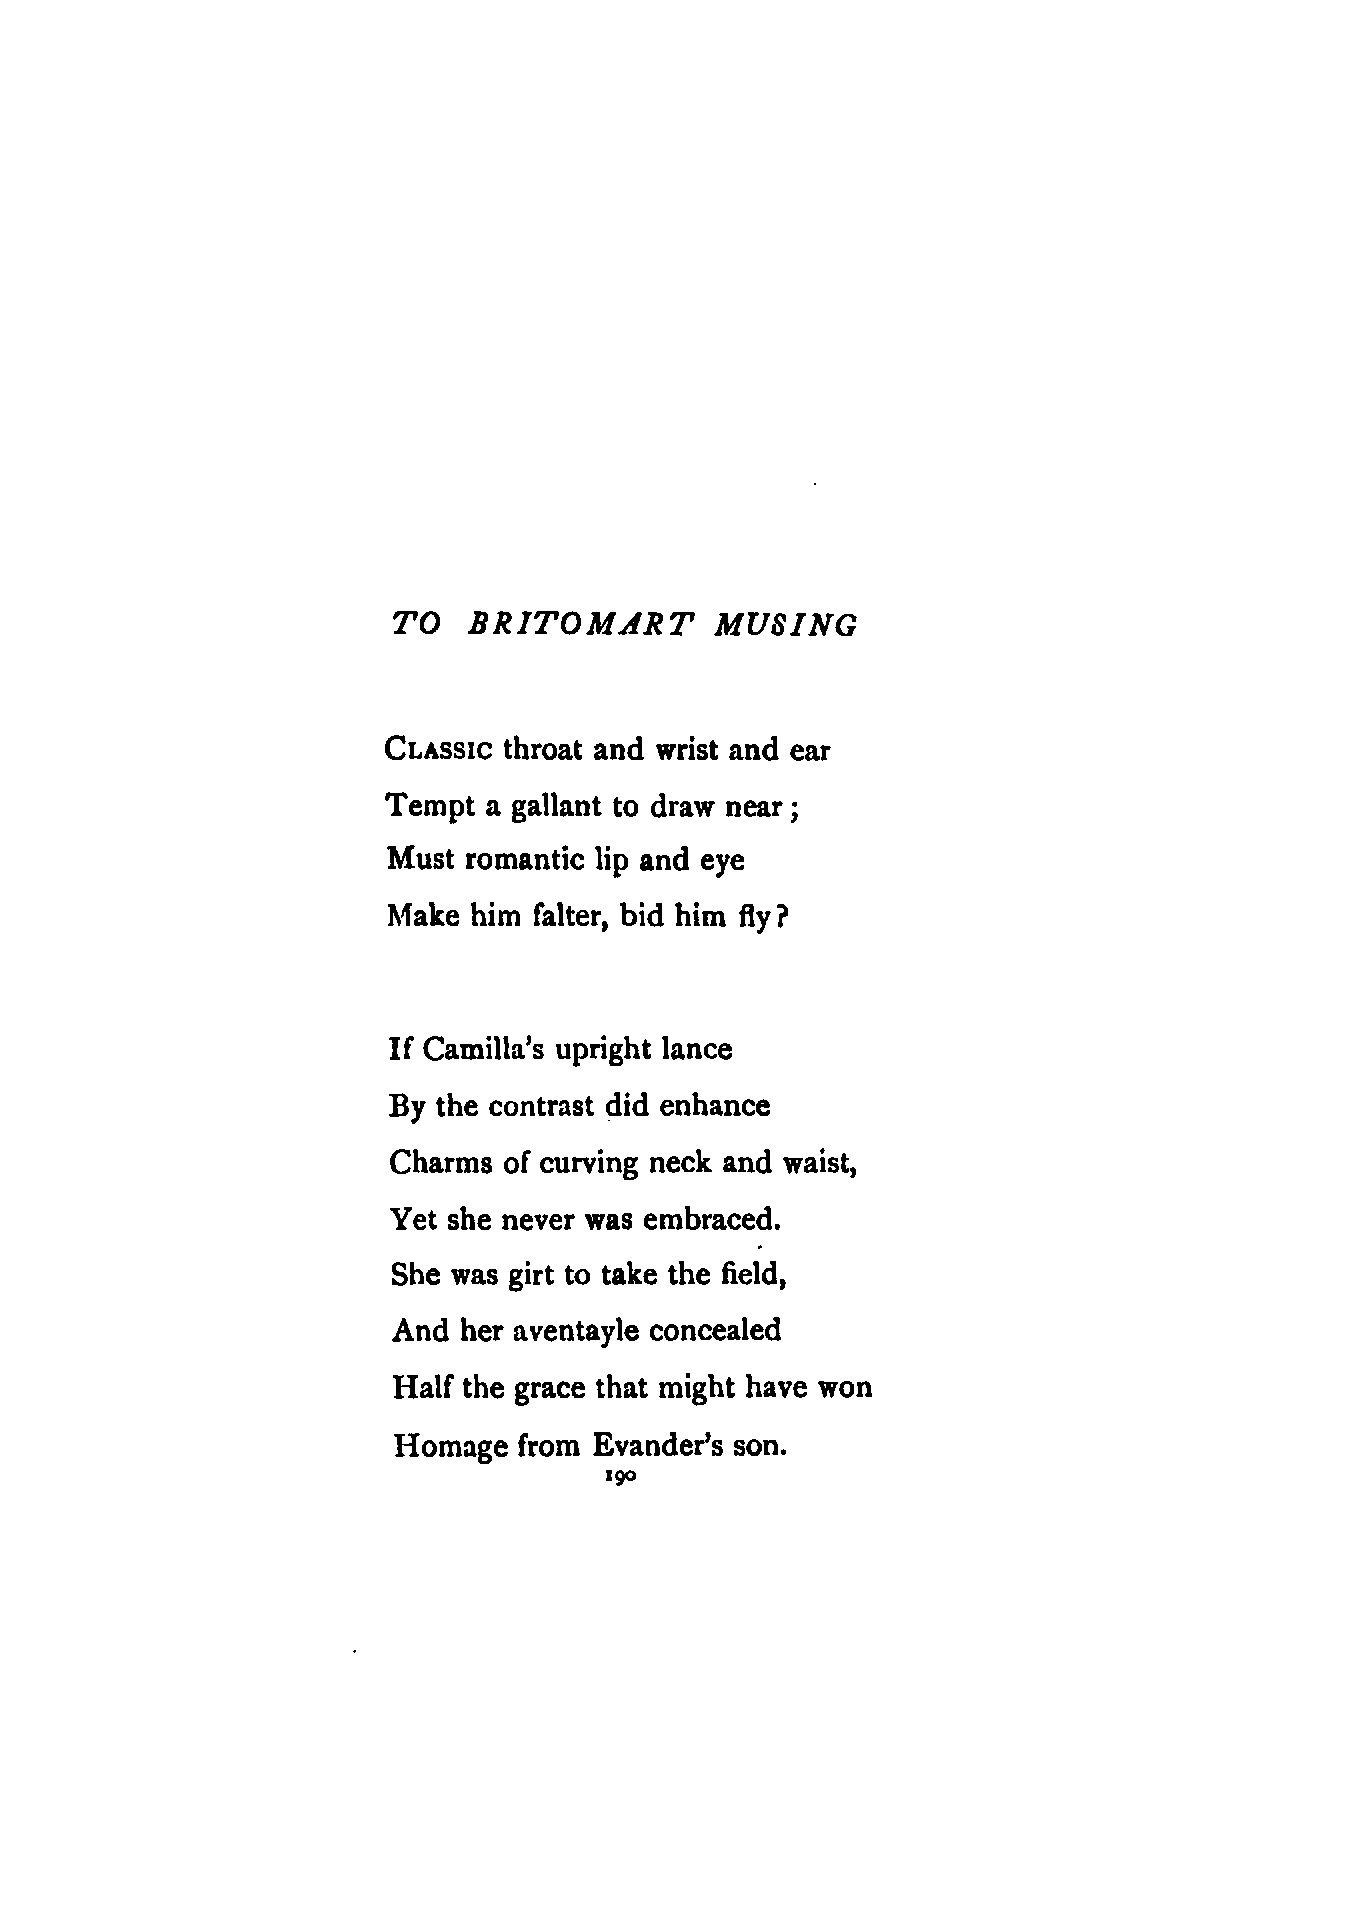 TO BRITOMART MUSING
CLASSIC throat and wrist and ear
Tempt a gallant to draw near ;
Must romantic lip and eye
Make him falter, bid him fly?
If Camilla's upright lance
By the contrast did enhance
Charms of curving neck and waist,
Yet she never was embraced.
She was girt to take the field,
And her aventayle concealed
Half the grace that might have won
Homage from Evander's son.
190